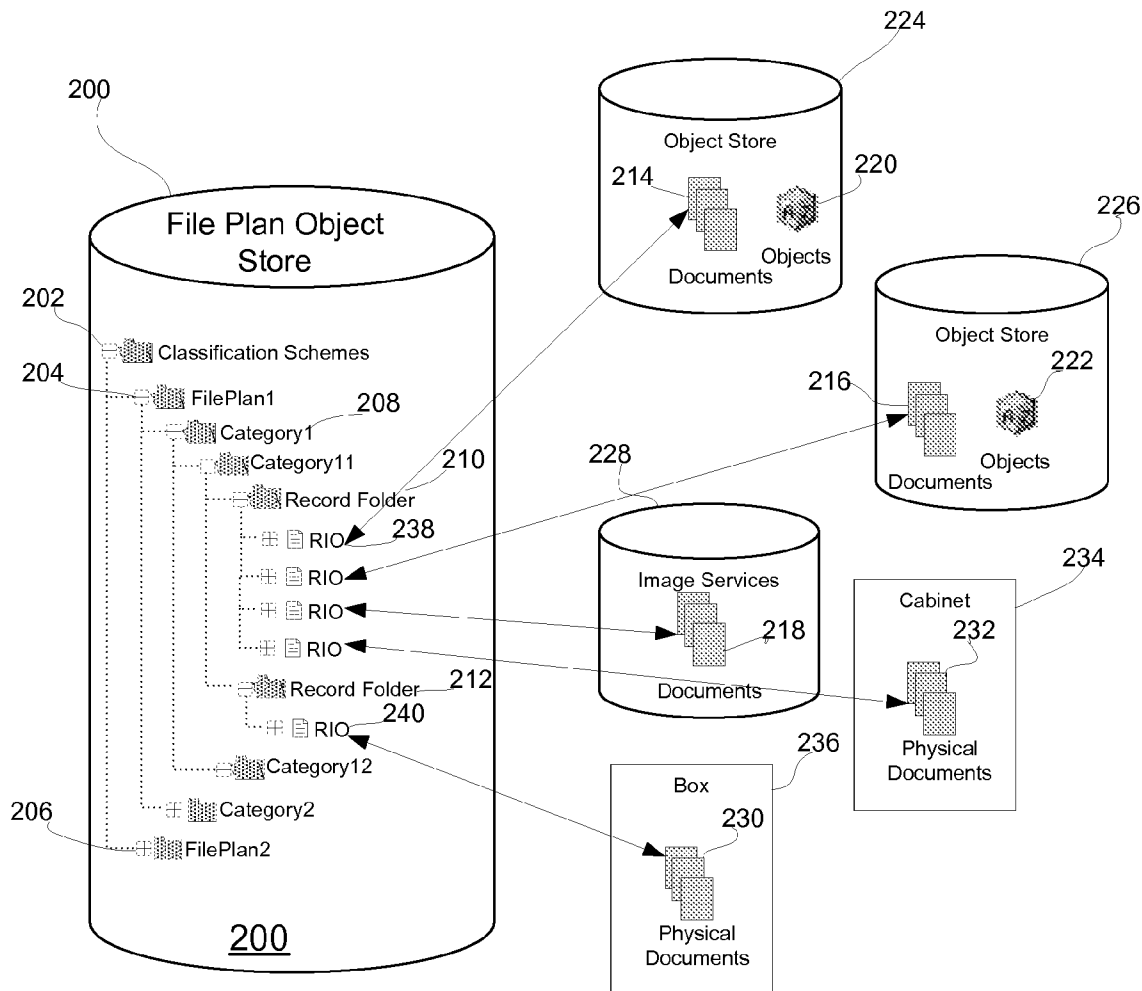 224
200
Object Store
214
220
226
File Plan Object
Store
Objects
Documents
202
Object Store
Classification Schemes
204
216
222
FilePlan1
208
Category1
228
Objects
Category11
210
Documents
Record Folder
RIO
238
234
RIO
Image Services
Cabinet
RIO
218
232
RIO
Record Folder
212
Documents
240
RIO
Physical
Documents
236
Category12
Box
206
Category2
230
FilePlan2
Physical
Documents
200